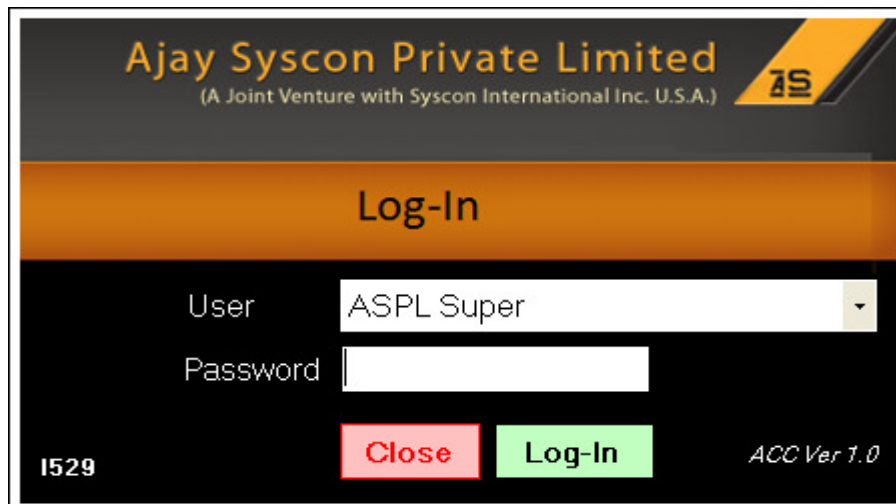 Ajay Syscon Private Limited
(A Joint Venture with Syscon International Inc. U.S.A.)
AS
Log-In
User ASPL Super
Password
Close Log-In
I529 ACC Ver 1.0